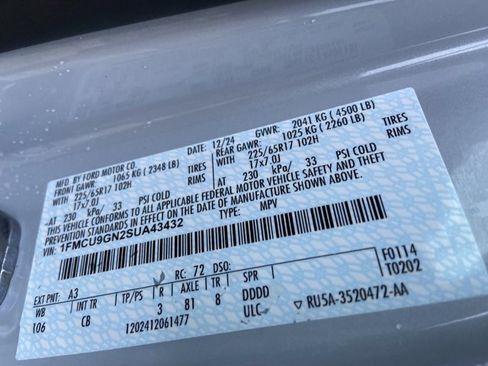 MFD. BY FORD MOTOR CO.
DATE: 12/24 GVWR: 2041 KG ( 4500 LB)
FRONT GAWR: 1065 KG ( 2348 LB) REAR GAWR: 1025 KG ( 2260 LB)
WITH 225/65R17 102H TIRES WITH 225/65R17 102H TIRES
17x7.0J RIMS 17x7.0J RIMS
AT 230 kPa/ 33 PSI COLD AT 230 kPa/ 33 PSI COLD
THIS VEHICLE CONFORMS TO ALL APPLICABLE FEDERAL MOTOR VEHICLE SAFETY AND THEFT
PREVENTION STANDARDS IN EFFECT ON THE DATE OF MANUFACTURE SHOWN ABOVE.
VIN: 1FMCU9GN2SUA43432 TYPE: MPV
F0114
T0202
EXT PNT: A3 RC: 72 DSO:
WB INT TR TP/PS R AXLE TR SPR
106 CB 3 81 8 DDDD
I202412061477 ULC ▽ RU5A-3520472-AA